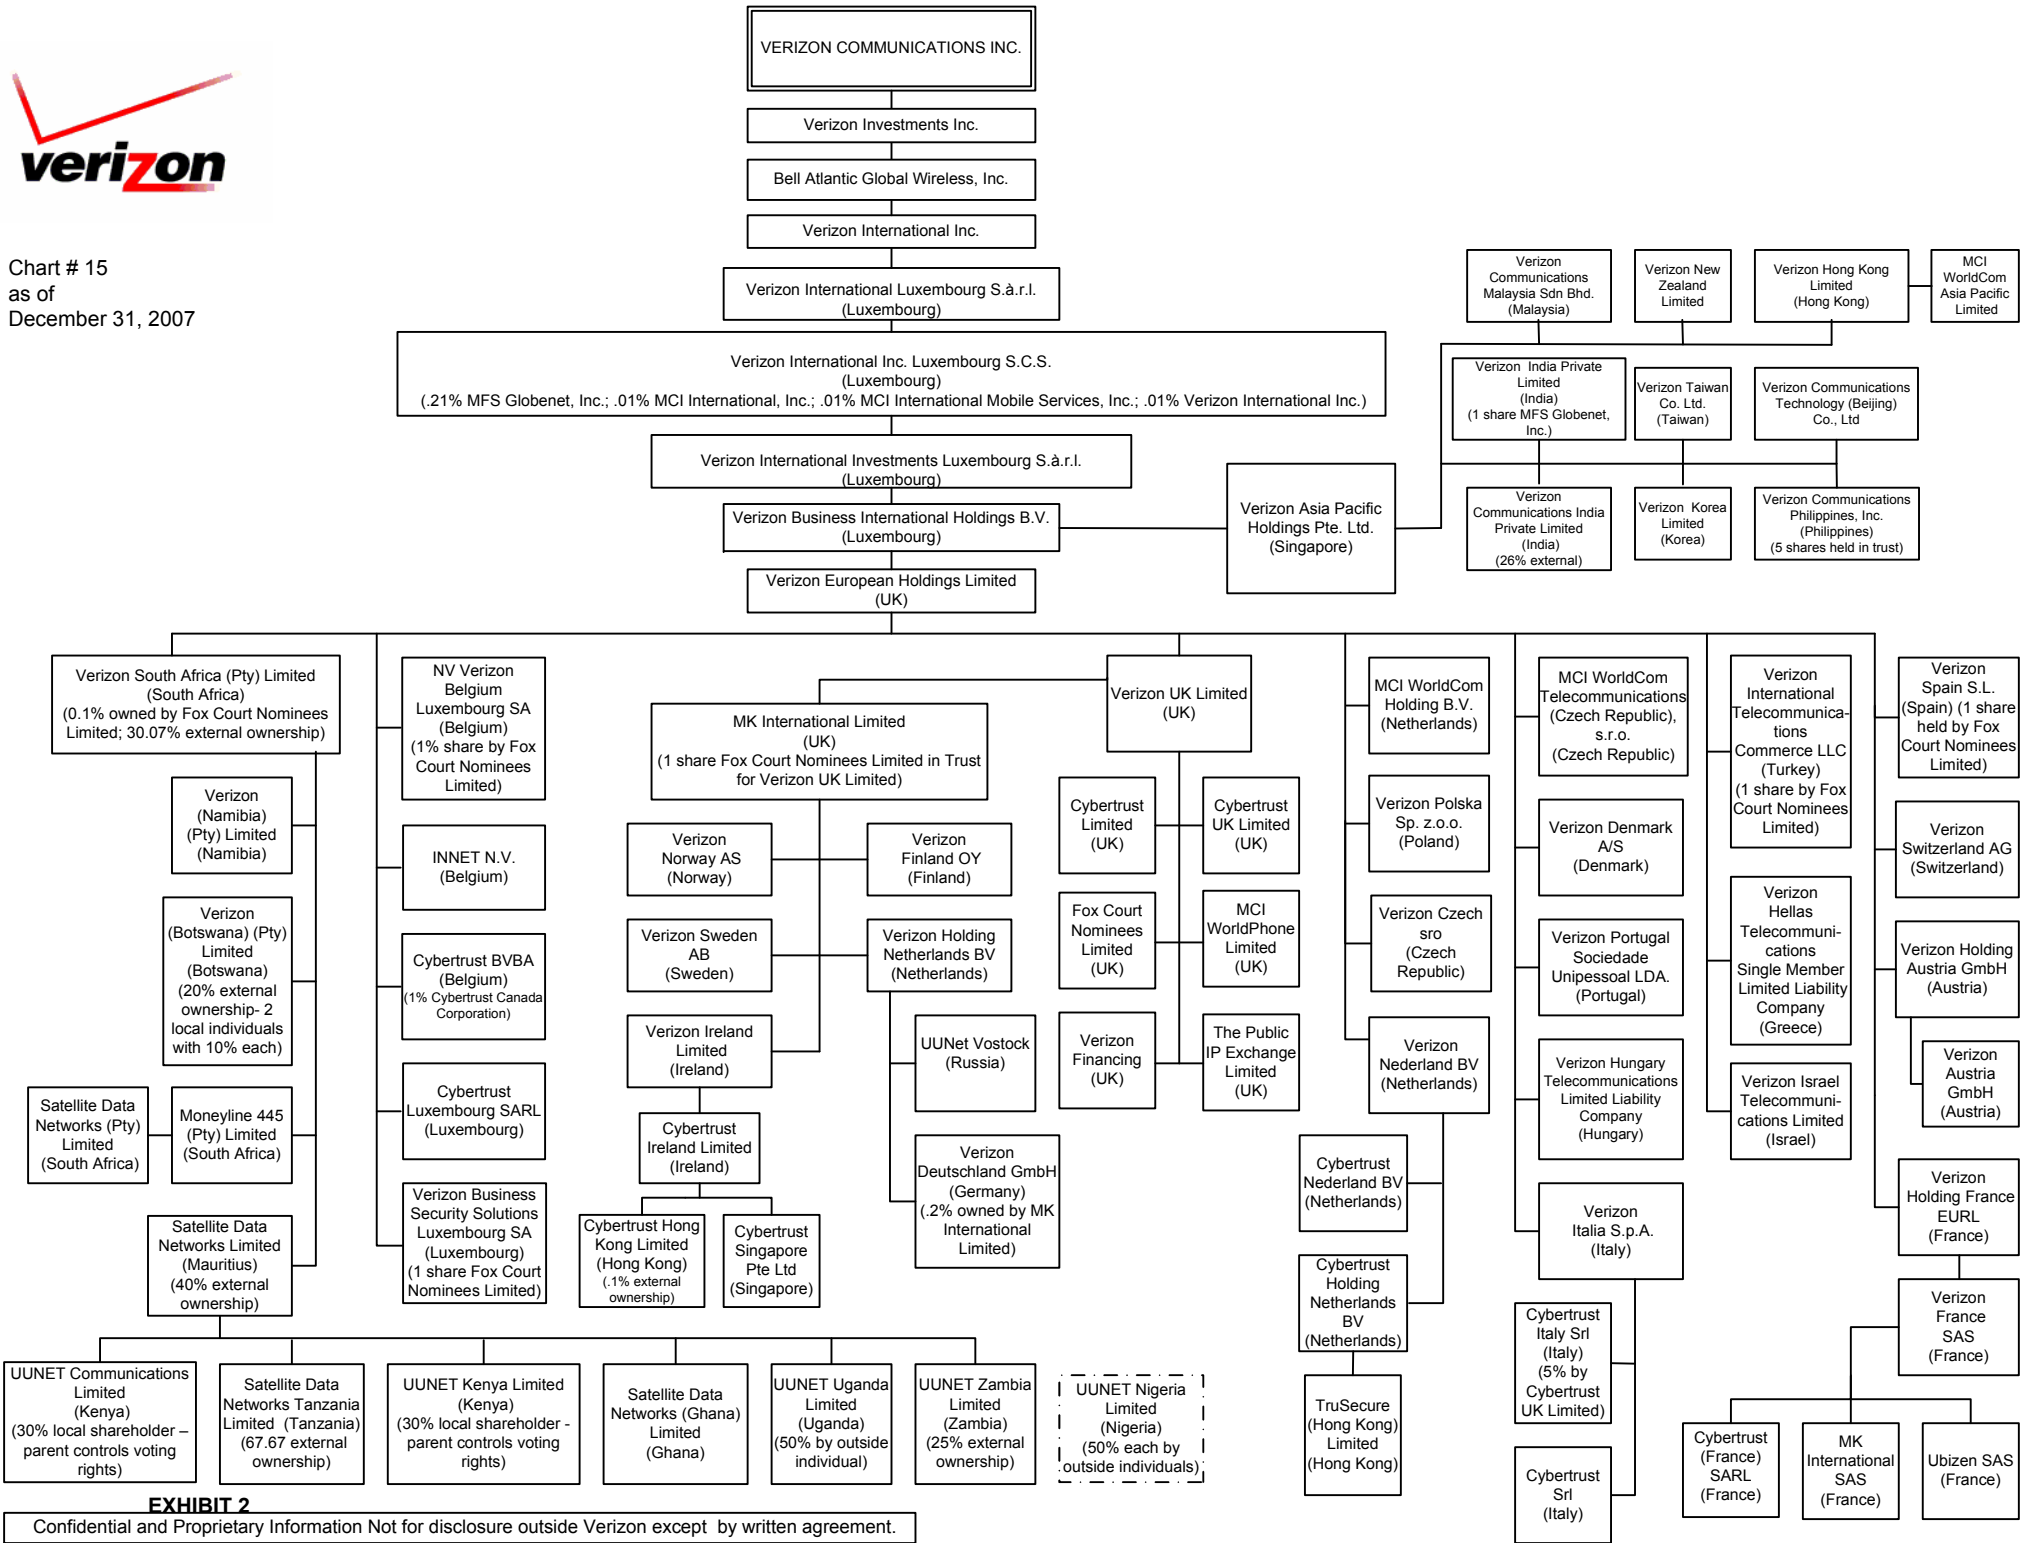 VERIZON COMMUNICATIONS INC.
Verizon Investments Inc.
Bell Atlantic Global Wireless, Inc.
Verizon International Inc.
verizon
Chart # 15
as of
December 31, 2007
Verizon International Luxembourg S.à.r.l.
(Luxembourg)
Verizon International Inc. Luxembourg S.C.S.
(Luxembourg)
(.21% MFS Globenet, Inc.; .01% MCI International, Inc.; .01% MCI International Mobile Services, Inc.; .01% Verizon International Inc.)
Verizon International Investments Luxembourg S.à.r.l.
(Luxembourg)
Verizon Business International Holdings B.V.
(Luxembourg)
Verizon European Holdings Limited
(UK)
Verizon Asia Pacific
Holdings Pte. Ltd.
(Singapore)
Verizon
Communications
Malaysia Sdn Bhd.
(Malaysia)
Verizon New
Zealand
Limited
Verizon Hong Kong
Limited
(Hong Kong)
MCI
WorldCom
Asia Pacific
Limited
Verizon India Private
Limited
(India)
(1 share MFS Globenet,
Inc.)
Verizon Taiwan
Co. Ltd.
(Taiwan)
Verizon Communications
Technology (Beijing)
Co., Ltd
Verizon
Communications India
Private Limited
(India)
(26% external)
Verizon Korea
Limited
(Korea)
Verizon Communications
Philippines, Inc.
(Philippines)
(5 shares held in trust)
Verizon South Africa (Pty) Limited
(South Africa)
(0.1% owned by Fox Court Nominees
Limited; 30.07% external ownership)
Verizon
(Namibia)
(Pty) Limited
(Namibia)
Verizon
(Botswana) (Pty)
Limited
(Botswana)
(20% external
ownership- 2
local individuals
with 10% each)
Satellite Data
Networks (Pty)
Limited
(South Africa)
Moneyline 445
(Pty) Limited
(South Africa)
Satellite Data
Networks Limited
(Mauritius)
(40% external
ownership)
NV Verizon
Belgium
Luxembourg SA
(Belgium)
(1% share by Fox
Court Nominees
Limited)
INNET N.V.
(Belgium)
Cybertrust BVBA
(Belgium)
(1% Cybertrust Canada
Corporation)
Cybertrust
Luxembourg SARL
(Luxembourg)
Verizon Business
Security Solutions
Luxembourg SA
(Luxembourg)
(1 share Fox Court
Nominees Limited)
MK International Limited
(UK)
(1 share Fox Court Nominees Limited in Trust
for Verizon UK Limited)
Verizon
Norway AS
(Norway)
Verizon
Finland OY
(Finland)
Verizon Sweden
AB
(Sweden)
Verizon Holding
Netherlands BV
(Netherlands)
Verizon Ireland
Limited
(Ireland)
UUNet Vostock
(Russia)
Cybertrust
Ireland Limited
(Ireland)
Verizon
Deutschland GmbH
(Germany)
(.2% owned by MK
International
Limited)
Cybertrust Hong
Kong Limited
(Hong Kong)
(.1% external
ownership)
Cybertrust
Singapore
Pte Ltd
(Singapore)
Verizon UK Limited
(UK)
Cybertrust
Limited
(UK)
Cybertrust
UK Limited
(UK)
Fox Court
Nominees
Limited
(UK)
MCI
WorldPhone
Limited
(UK)
Verizon
Financing
(UK)
The Public
IP Exchange
Limited
(UK)
MCI WorldCom
Holding B.V.
(Netherlands)
Verizon Polska
Sp. z.o.o.
(Poland)
Verizon Czech
sro
(Czech
Republic)
Verizon
Nederland BV
(Netherlands)
Cybertrust
Nederland BV
(Netherlands)
Cybertrust
Holding
Netherlands
BV
(Netherlands)
TruSecure
(Hong Kong)
Limited
(Hong Kong)
MCI WorldCom
Telecommunications
(Czech Republic),
s.r.o.
(Czech Republic)
Verizon Denmark
A/S
(Denmark)
Verizon Portugal
Sociedade
Unipessoal LDA.
(Portugal)
Verizon Hungary
Telecommunications
Limited Liability
Company
(Hungary)
Verizon
Italia S.p.A.
(Italy)
Cybertrust
Italy Srl
(Italy)
(5% by
Cybertrust
UK Limited)
Cybertrust
Srl
(Italy)
Verizon
International
Telecommunica-
tions
Commerce LLC
(Turkey)
(1 share by Fox
Court Nominees
Limited)
Verizon
Hellas
Telecommuni-
cations
Single Member
Limited Liability
Company
(Greece)
Verizon Israel
Telecommuni-
cations Limited
(Israel)
Verizon
Spain S.L.
(Spain) (1 share
held by Fox
Court Nominees
Limited)
Verizon
Switzerland AG
(Switzerland)
Verizon Holding
Austria GmbH
(Austria)
Verizon
Austria
GmbH
(Austria)
Verizon
Holding France
EURL
(France)
Verizon
France
SAS
(France)
Cybertrust
(France)
SARL
(France)
MK
International
SAS
(France)
Ubizen SAS
(France)
UUNET Communications
Limited
(Kenya)
(30% local shareholder –
parent controls voting
rights)
Satellite Data
Networks Tanzania
Limited (Tanzania)
(67.67 external
ownership)
UUNET Kenya Limited
(Kenya)
(30% local shareholder -
parent controls voting
rights)
Satellite Data
Networks (Ghana)
Limited
(Ghana)
UUNET Uganda
Limited
(Uganda)
(50% by outside
individual)
UUNET Zambia
Limited
(Zambia)
(25% external
ownership)
UUNET Nigeria
Limited
(Nigeria)
(50% each by
outside individuals)
EXHIBIT 2
Confidential and Proprietary Information Not for disclosure outside Verizon except by written agreement.